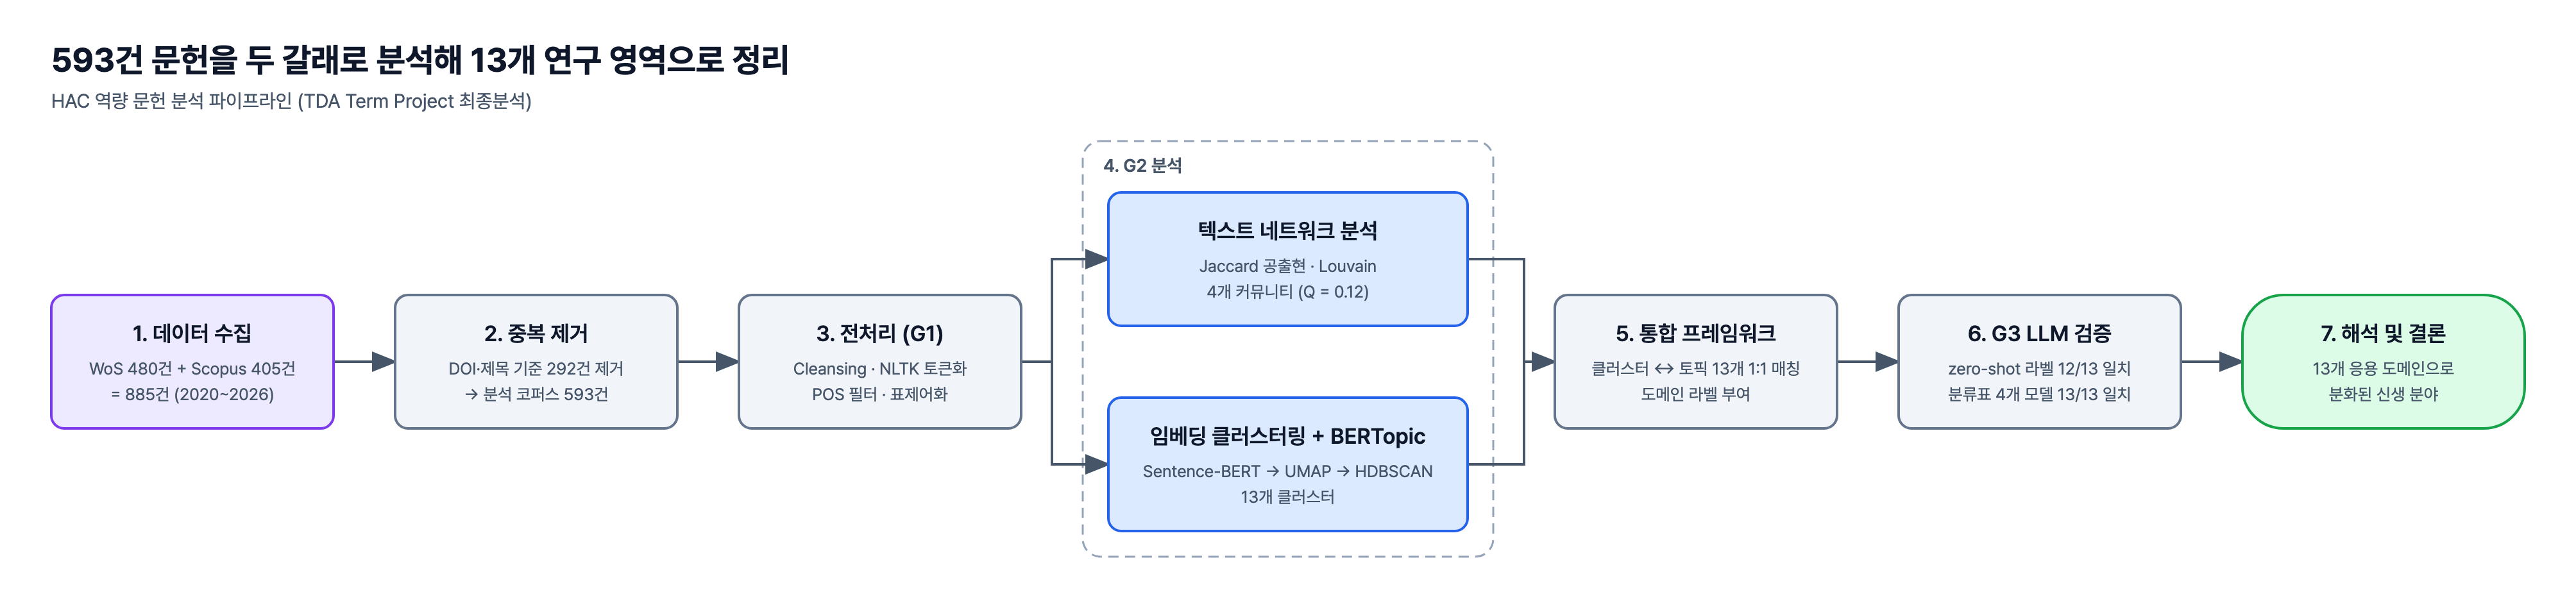 593건 문헌을 두 갈래로 분석해 13개 연구 영역으로 정리
HAC 역량 문헌 분석 파이프라인 (TDA Term Project 최종분석)
1. 데이터 수집
WoS 480건 + Scopus 405건
= 885건 (2020~2026)
2. 중복 제거
DOI·제목 기준 292건 제거
→ 분석 코퍼스 593건
3. 전처리 (G1)
Cleansing · NLTK 토큰화
POS 필터 · 표제어화
4. G2 분석
텍스트 네트워크 분석
Jaccard 공출현 · Louvain
4개 커뮤니티 (Q = 0.12)
임베딩 클러스터링 + BERTopic
Sentence-BERT → UMAP → HDBSCAN
13개 클러스터
5. 통합 프레임워크
클러스터 ↔ 토픽 13개 1:1 매칭
도메인 라벨 부여
6. G3 LLM 검증
zero-shot 라벨 12/13 일치
분류표 4개 모델 13/13 일치
7. 해석 및 결론
13개 응용 도메인으로
분화된 신생 분야